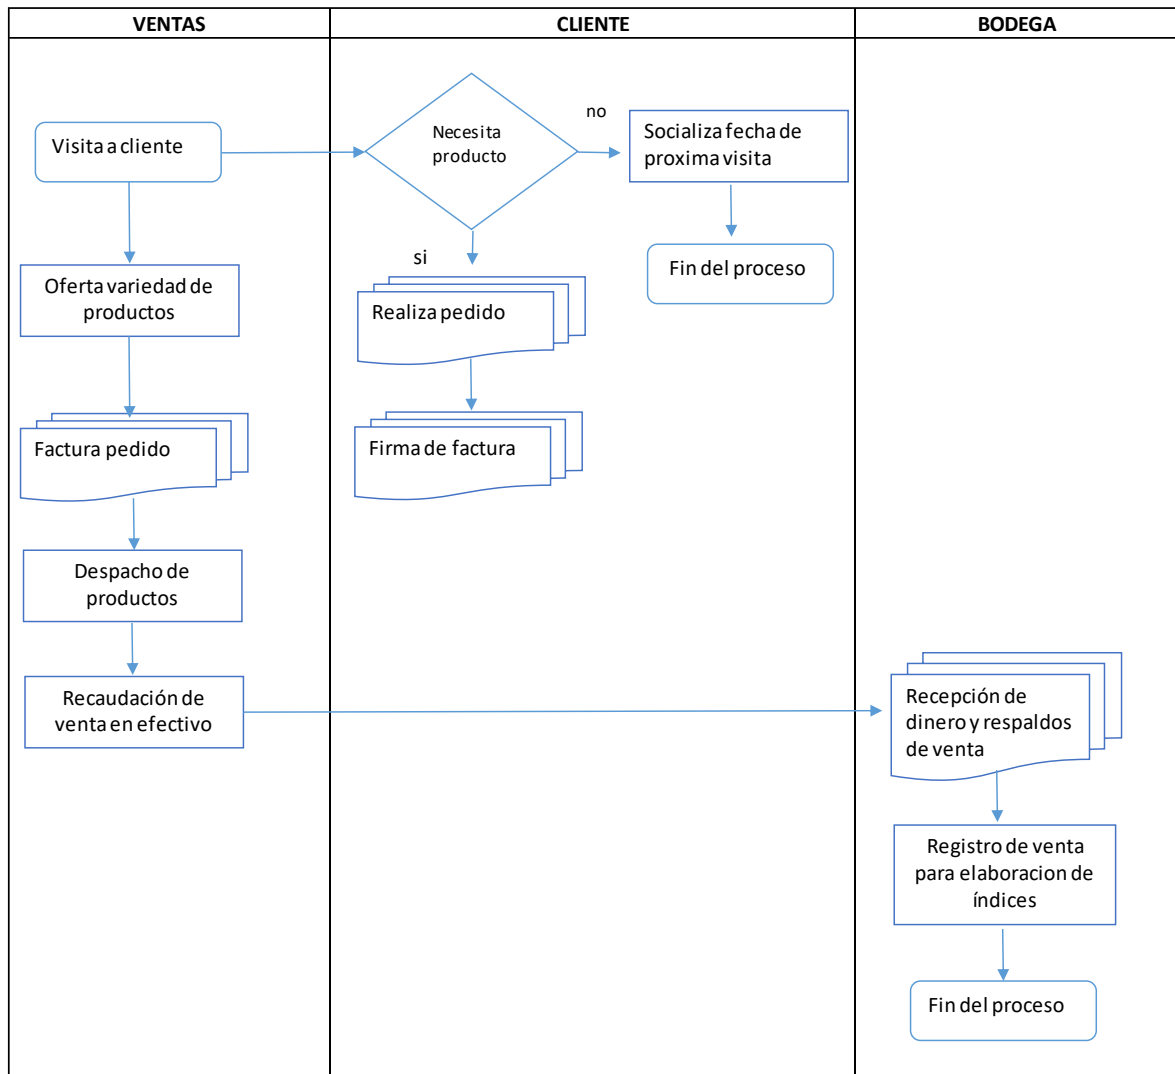 VENTAS
CLIENTE
BODEGA
Visita a cliente
Oferta variedad de
productos
Factura pedido
Despacho de
productos
Recaudación de
venta en efectivo
Necesita
producto
no
Socializa fecha de
proxima visita
Fin del proceso
si
Realiza pedido
Firma de factura
Recepción de
dinero y respaldos
de venta
Registro de venta
para elaboracion de
índices
Fin del proceso